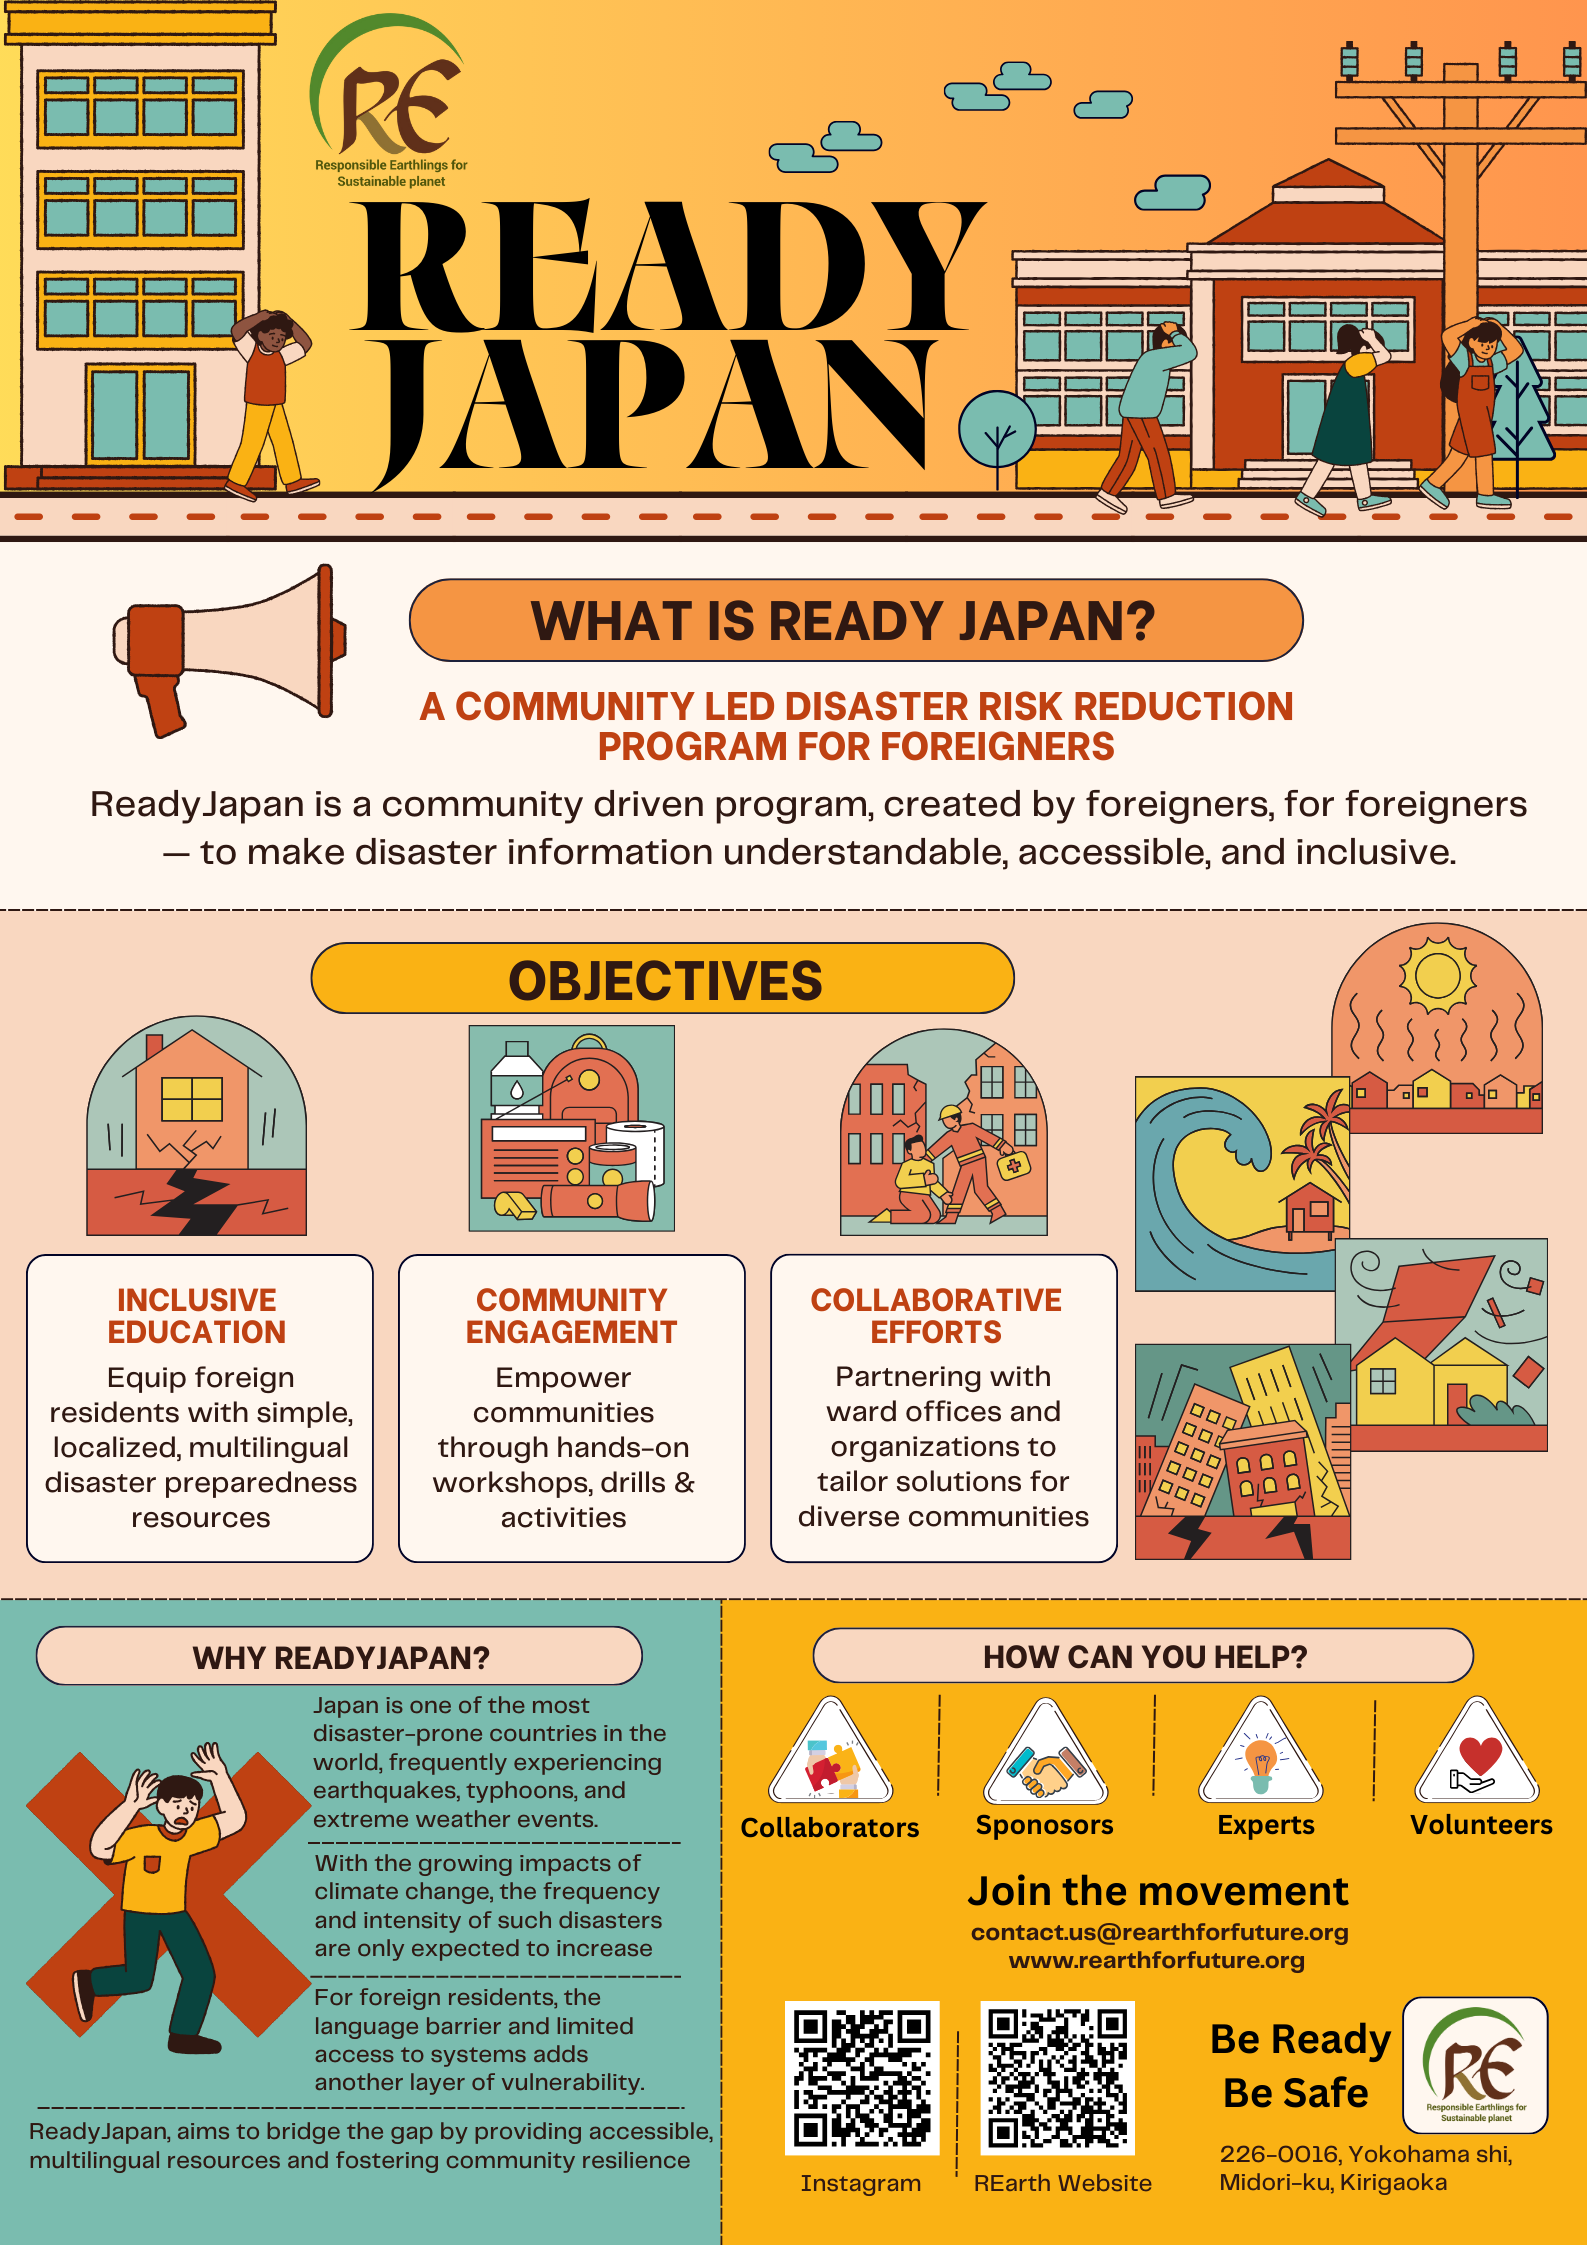 RE
Responsible Earthlings for
Sustainable planet
READY
JAPAN
WHAT IS READY JAPAN?
A COMMUNITY LED DISASTER RISK REDUCTION
PROGRAM FOR FOREIGNERS
ReadyJapan is a community driven program, created by foreigners, for foreigners
— to make disaster information understandable, accessible, and inclusive.
OBJECTIVES
INCLUSIVE
EDUCATION
Equip foreign
residents with simple,
localized, multilingual
disaster preparedness
resources
COMMUNITY
ENGAGEMENT
Empower
communities
through hands-on
workshops, drills &
activities
COLLABORATIVE
EFFORTS
Partnering with
ward offices and
organizations to
tailor solutions for
diverse communities
WHY READYJAPAN?
Japan is one of the most
disaster-prone countries in the
world, frequently experiencing
earthquakes, typhoons, and
extreme weather events.
With the growing impacts of
climate change, the frequency
and intensity of such disasters
are only expected to increase
For foreign residents, the
language barrier and limited
access to systems adds
another layer of vulnerability.
ReadyJapan, aims to bridge the gap by providing accessible,
multilingual resources and fostering community resilience
HOW CAN YOU HELP?
Collaborators
Sponosors
Experts
Volunteers
Join the movement
contact.us@rearthforfuture.org
www.rearthforfuture.org
Instagram
REarth Website
Be Ready
Be Safe
RE
Responsible Earthlings for
Sustainable planet
226-0016, Yokohama shi,
Midori-ku, Kirigaoka